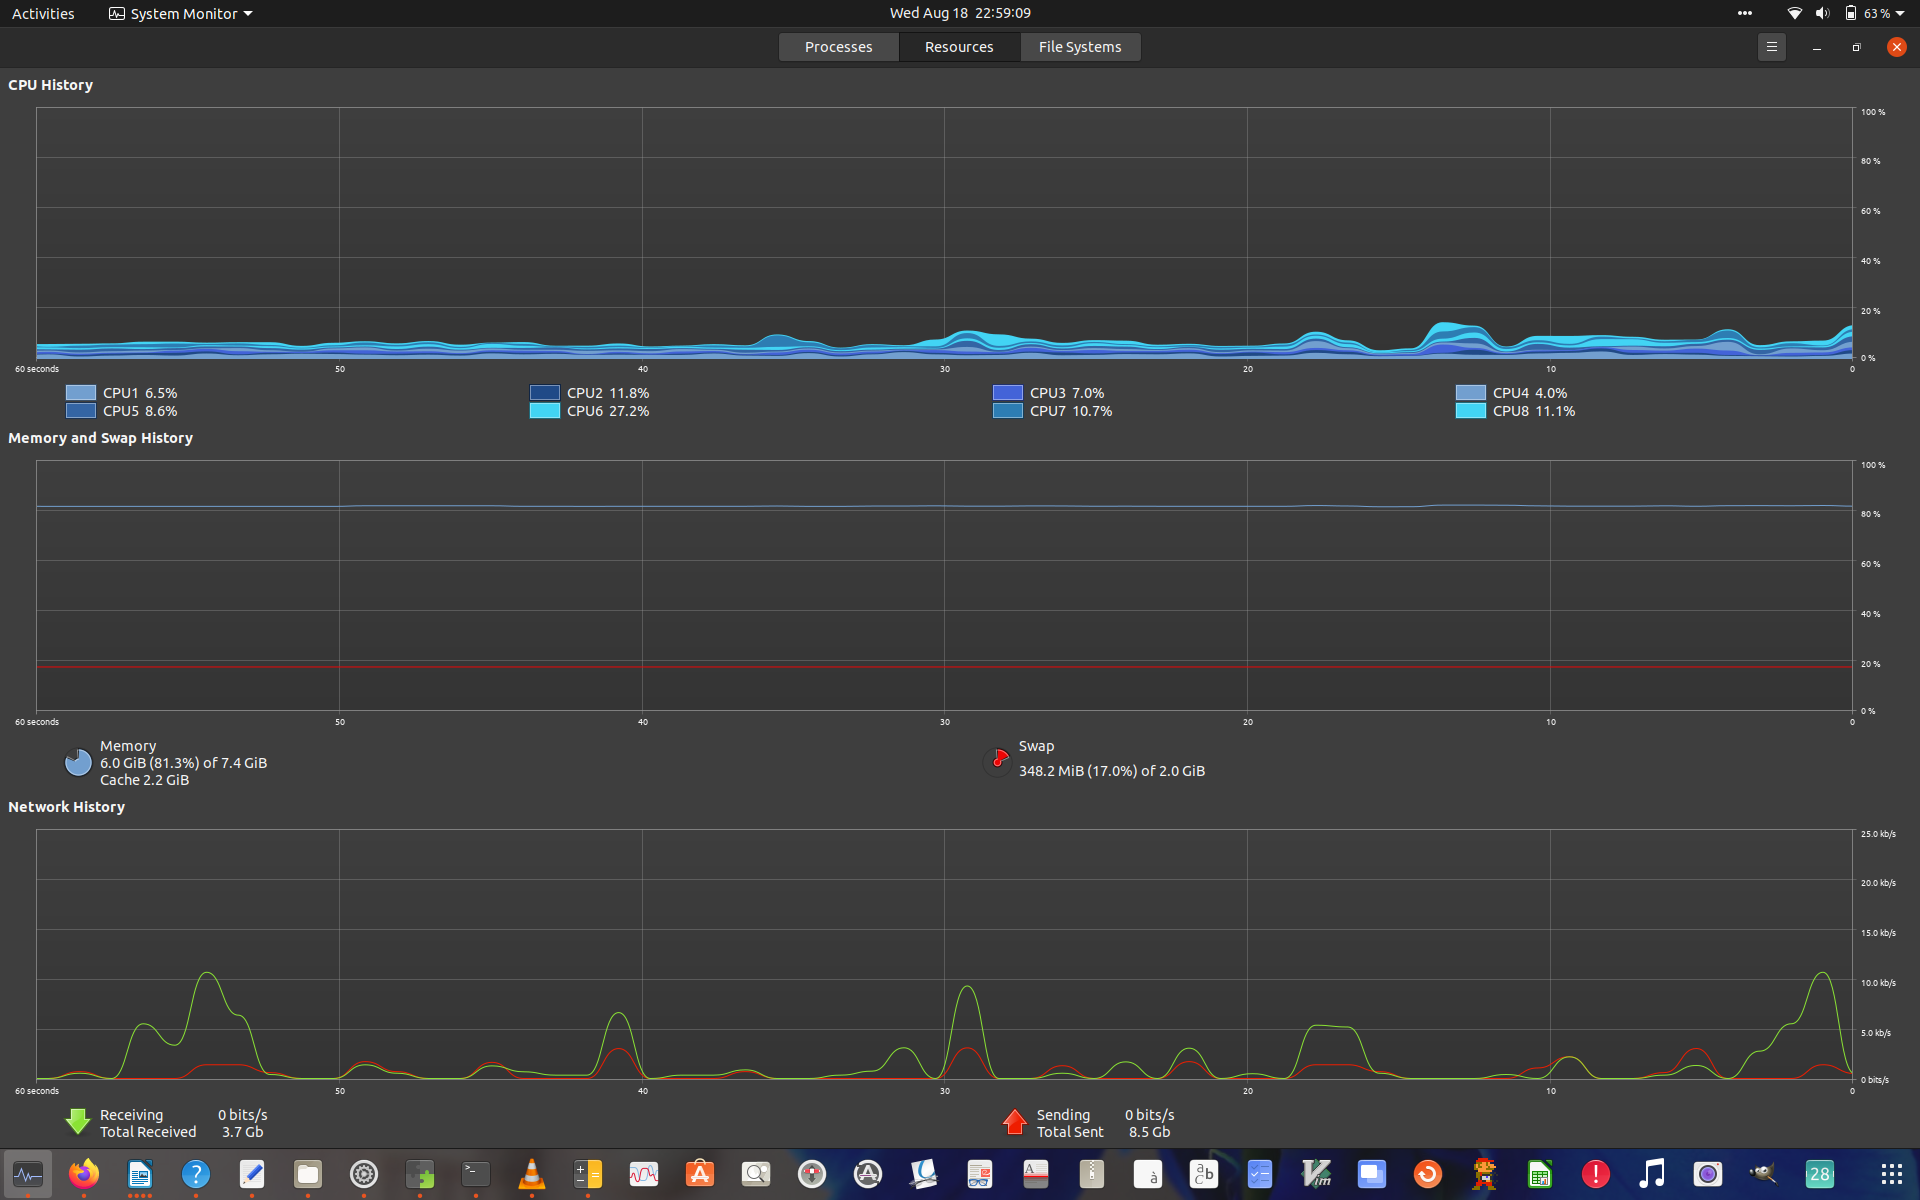 Activities System Monitor Wed Aug 18 22:59:09 63 %
Processes Resources File Systems
CPU History
100 %
80 %
60 %
40 %
20 %
0 %
60 seconds 50 40 30 20 10 0
CPU1 6.5% CPU2 11.8% CPU3 7.0% CPU4 4.0%
CPU5 8.6% CPU6 27.2% CPU7 10.7% CPU8 11.1%
Memory and Swap History
100 %
80 %
60 %
40 %
20 %
0 %
60 seconds 50 40 30 20 10 0
Memory Swap
6.0 GiB (81.3%) of 7.4 GiB 348.2 MiB (17.0%) of 2.0 GiB
Cache 2.2 GiB
Network History
25.0 kb/s
20.0 kb/s
15.0 kb/s
10.0 kb/s
5.0 kb/s
0 bits/s
60 seconds 50 40 30 20 10 0
Receiving 0 bits/s Sending 0 bits/s
Total Received 3.7 Gb Total Sent 8.5 Gb
? >_ A à a b c Vim ! 28